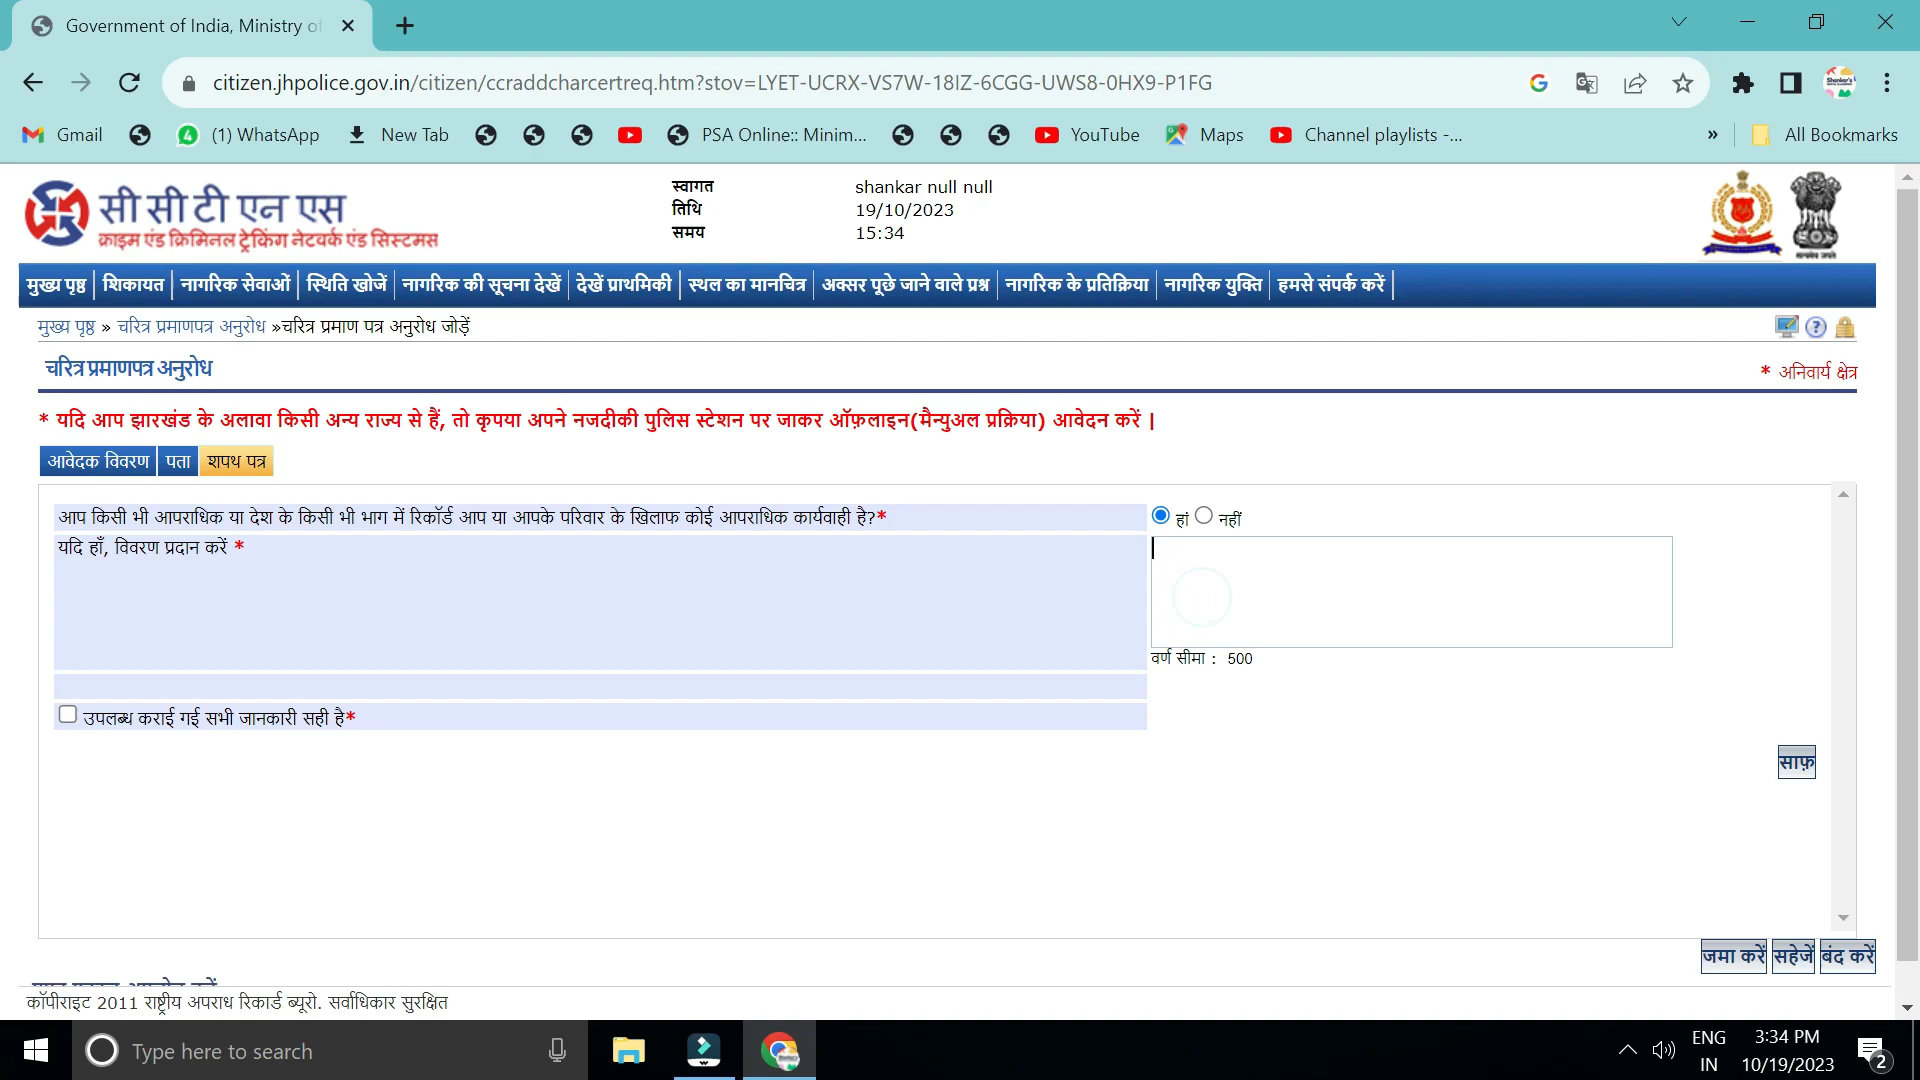 Government of India, Ministry of
citizen.jhpolice.gov.in/citizen/ccraddcharcertreq.htm?stov=LYET-UCRX-VS7W-18IZ-6CGG-UWS8-0HX9-P1FG
Gmail (1) WhatsApp New Tab PSA Online:: Minim... YouTube Maps Channel playlists -... » All Bookmarks
सी सी टी एन एस
क्राइम एंड क्रिमिनल ट्रेकिंग नेटवर्क एंड सिस्टमस
स्वागत shankar null null
तिथि 19/10/2023
समय 15:34
मुख्य पृष्ठ शिकायत नागरिक सेवाओं स्थिति खोजें नागरिक की सूचना देखें देखें प्राथमिकी स्थल का मानचित्र अक्सर पूछे जाने वाले प्रश्न नागरिक के प्रतिक्रिया नागरिक युक्ति हमसे संपर्क करें
मुख्य पृष्ठ » चरित्र प्रमाणपत्र अनुरोध »चरित्र प्रमाण पत्र अनुरोध जोड़ें
चरित्र प्रमाणपत्र अनुरोध
* अनिवार्य क्षेत्र
* यदि आप झारखंड के अलावा किसी अन्य राज्य से हैं, तो कृपया अपने नजदीकी पुलिस स्टेशन पर जाकर ऑफ़लाइन(मैन्युअल प्रक्रिया) आवेदन करें |
आवेदक विवरण पता शपथ पत्र
आप किसी भी आपराधिक या देश के किसी भी भाग में रिकॉर्ड आप या आपके परिवार के खिलाफ कोई आपराधिक कार्यवाही है?* हां नहीं
यदि हाँ, विवरण प्रदान करें *
वर्ण सीमा : 500
उपलब्ध कराई गई सभी जानकारी सही है*
साफ़
जमा करें सहेजें बंद करें
कॉपीराइट 2011 राष्ट्रीय अपराध रिकार्ड ब्यूरो. सर्वाधिकार सुरक्षित
Type here to search
ENG
IN
3:34 PM
10/19/2023
2